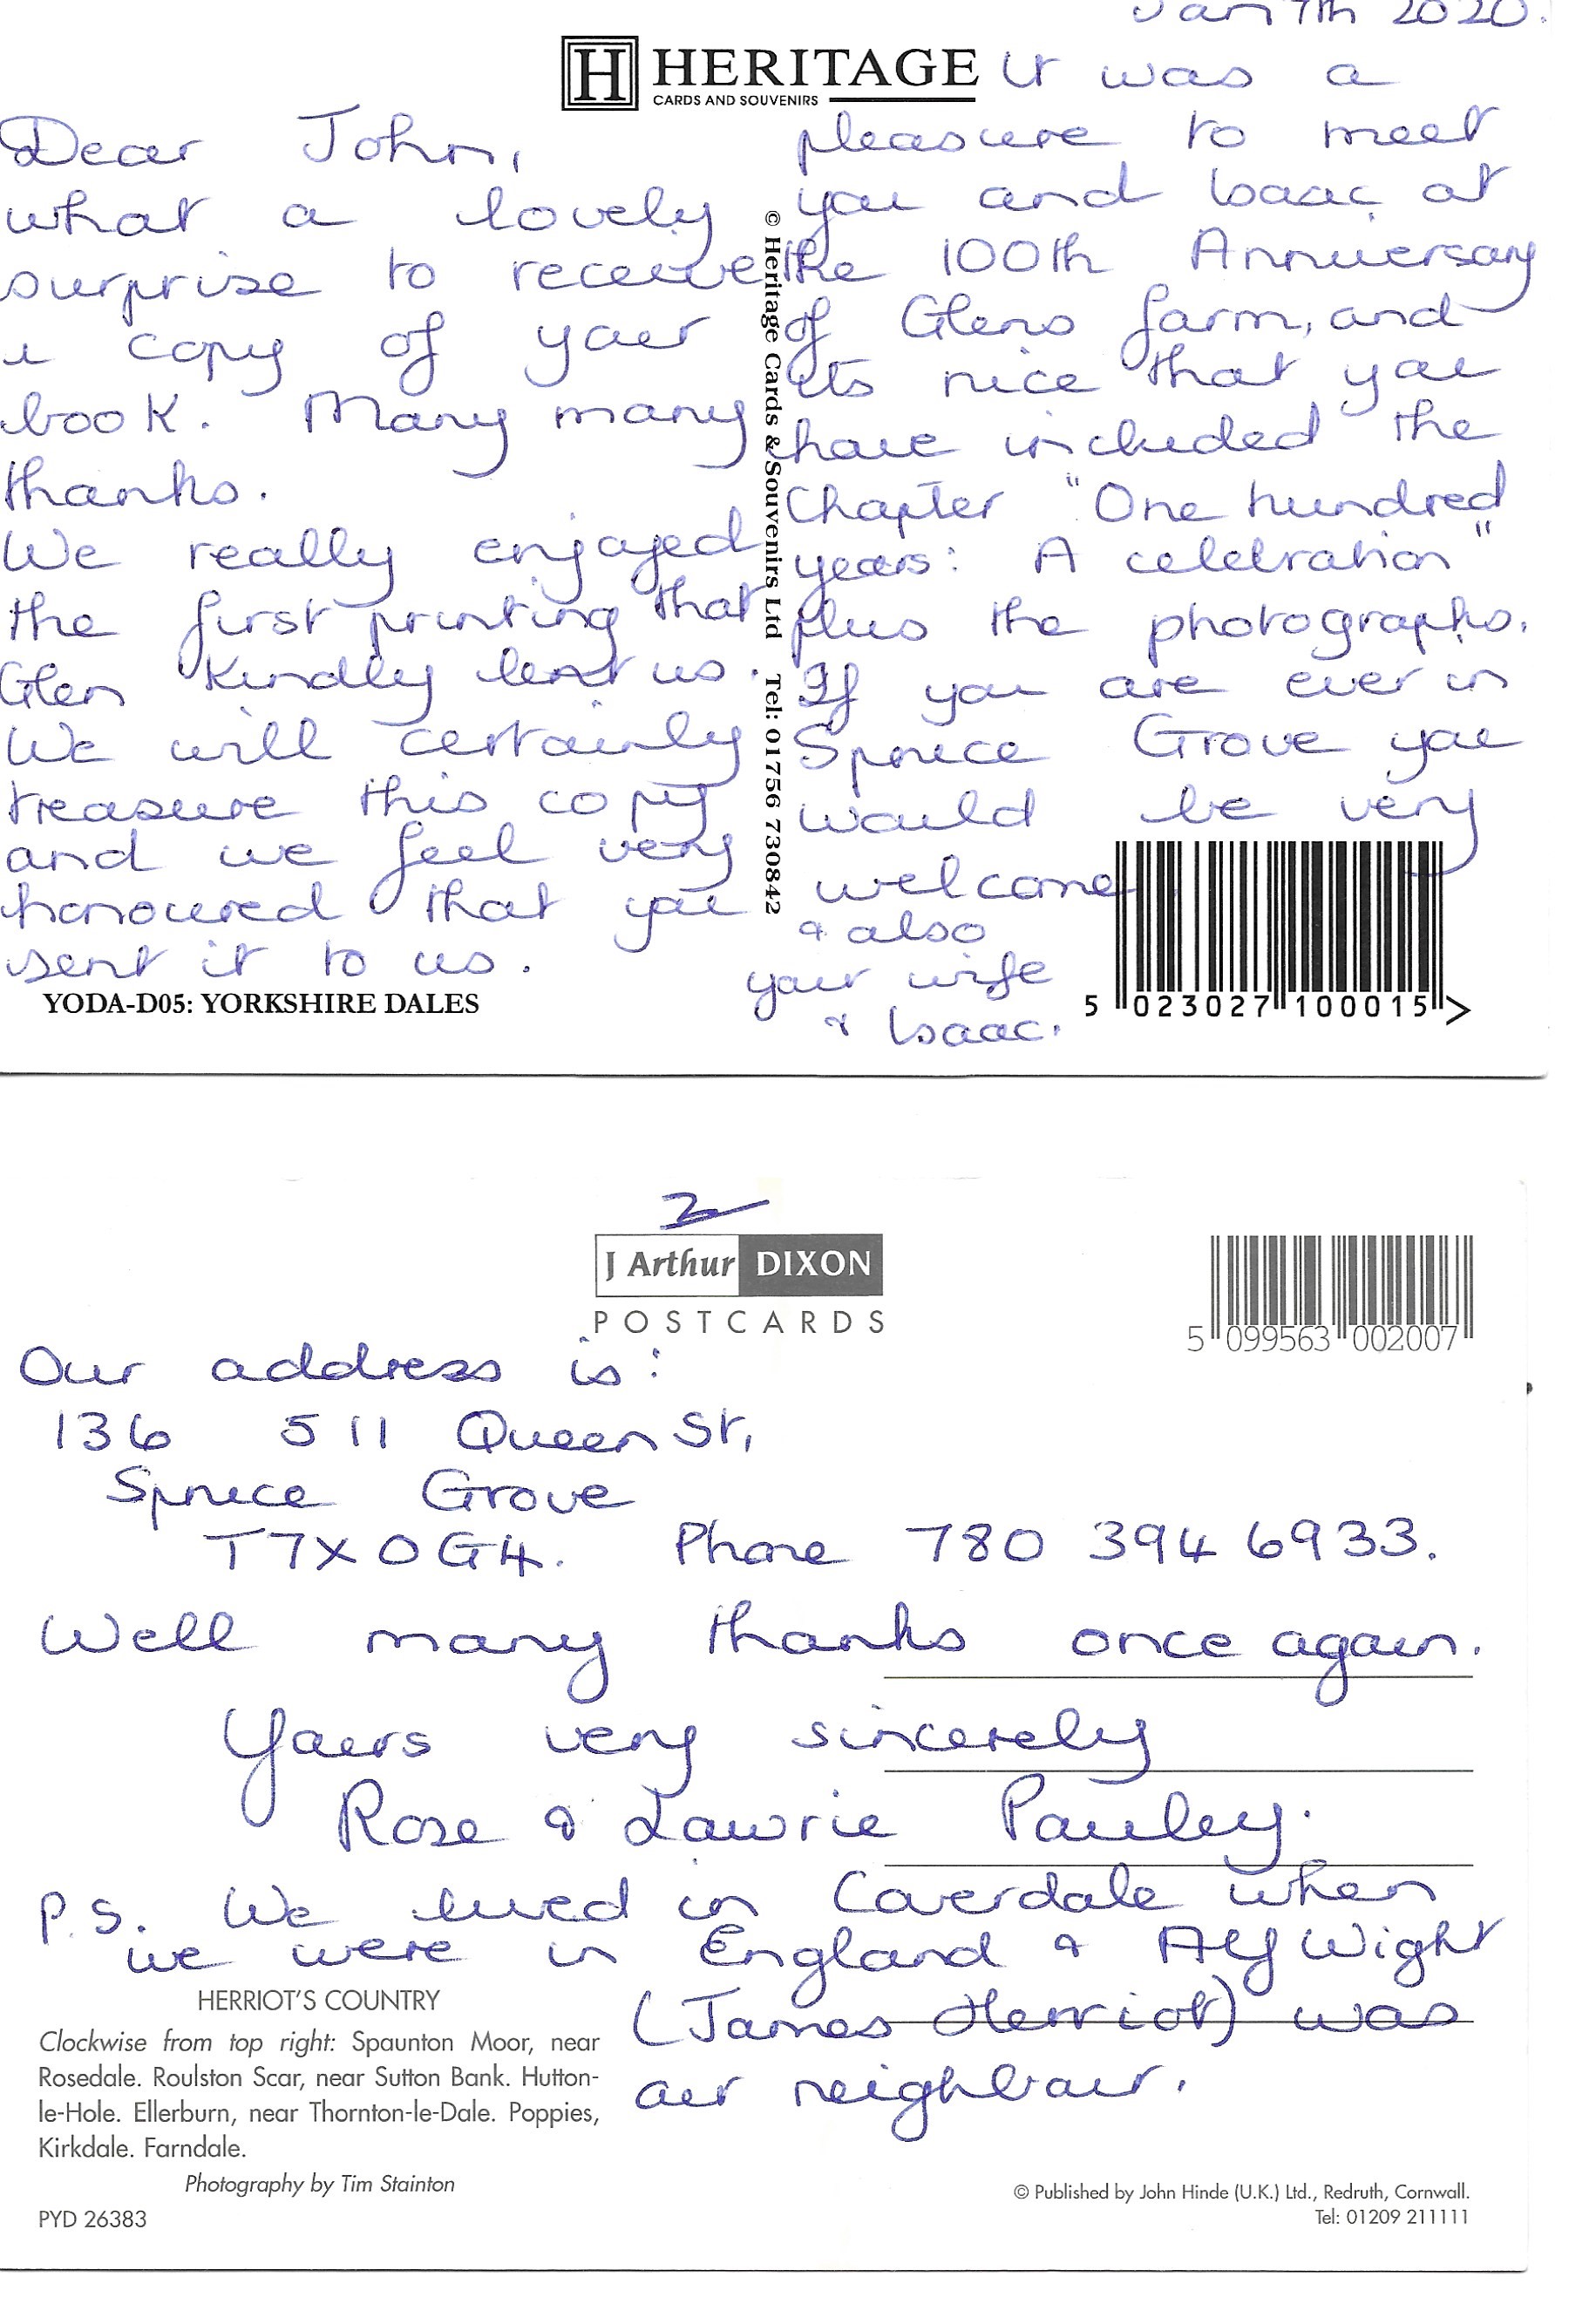 Jan 7th 2020.
H HERITAGE
CARDS AND SOUVENIRS
Dear John,
what a lovely
surprise to receive
a copy of your
book. Many many
thanks.
We really enjoyed
the first printing that
Glen kindly lent us.
We will certainly
treasure this copy
and we feel very
honoured that you
sent it to us.
YODA-D05: YORKSHIRE DALES
© Heritage Cards & Souvenirs Ltd Tel: 01756 730842
It was a
pleasure to meet
you and Isaac at
the 100th Anniversary
of Glens farm, and
its nice that you
have included the
Chapter "One hundred
years: A celebration"
plus the photographs.
If you are ever in
Spruce Grove you
would be very
welcome
& also
your wife
& Isaac.
5 023027 100015 >
2
J Arthur DIXON
POSTCARDS
5 099563 002007
Our address is:
136 511 Queen St,
Spruce Grove
T7X0G4. Phone 780 394 6933.
Well many thanks once again.
Yours very sincerely
Rose & Lawrie Pauley.
P.S. We lived in Coverdale when
we were in England & Alf Wight
(James Herriot) was
our neighbour.
HERRIOT'S COUNTRY
Clockwise from top right: Spaunton Moor, near
Rosedale. Roulston Scar, near Sutton Bank. Hutton-
le-Hole. Ellerburn, near Thornton-le-Dale. Poppies,
Kirkdale. Farndale.
Photography by Tim Stainton
PYD 26383
© Published by John Hinde (U.K.) Ltd., Redruth, Cornwall.
Tel: 01209 211111